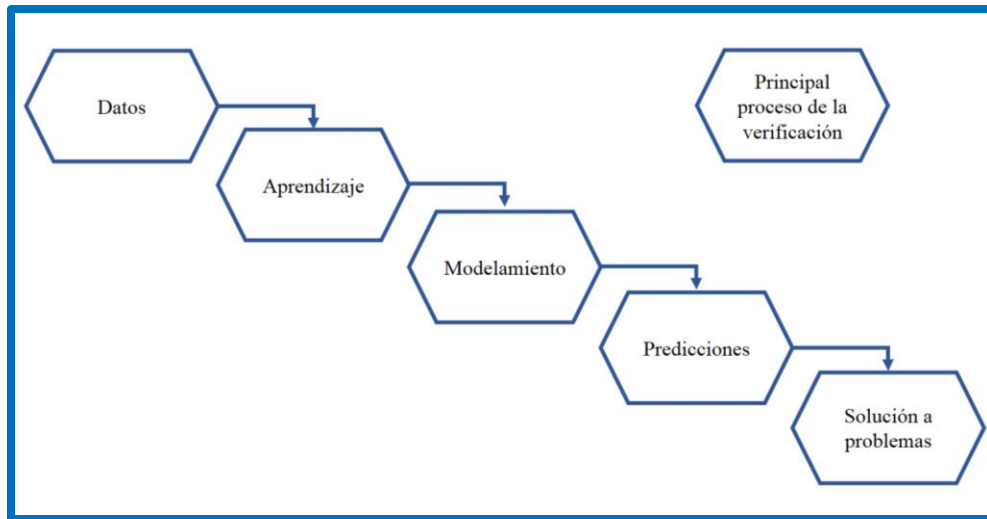 Datos
Principal
proceso de la
verificación
Aprendizaje
Modelamiento
Predicciones
Solución a
problemas